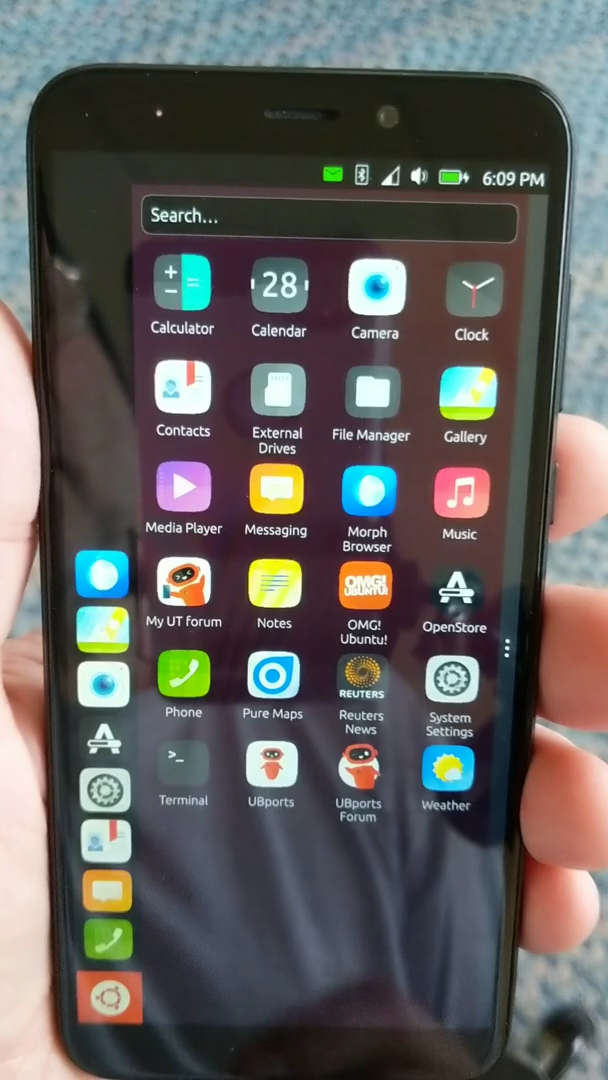 6:09 PM
Search...
Calculator
28
Calendar
Camera
Clock
Contacts
External
Drives
File Manager
Gallery
Media Player
Messaging
Morph
Browser
Music
My UT forum
Notes
OMG!
UBUNTU!
OMG!
Ubuntu!
OpenStore
Phone
Pure Maps
REUTERS
Reuters
News
System
Settings
>_
Terminal
UBports
UBports
Forum
Weather